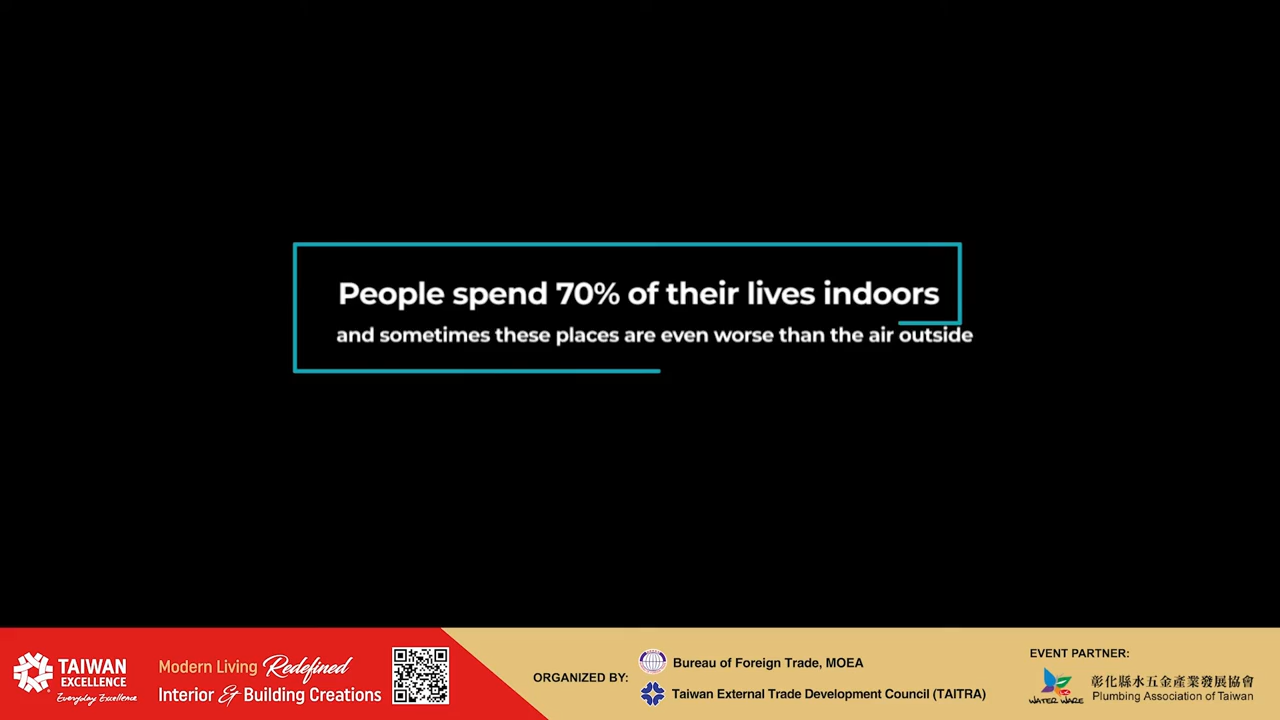 People spend 70% of their lives indoors
and sometimes these places are even worse than the air outside
TAIWAN
EXCELLENCE
Everyday Excellence
Modern Living Redefined
Interior & Building Creations
ORGANIZED BY:
Bureau of Foreign Trade, MOEA
Taiwan External Trade Development Council (TAITRA)
EVENT PARTNER:
WATER WARE
彰化縣水五金產業發展協會
Plumbing Association of Taiwan